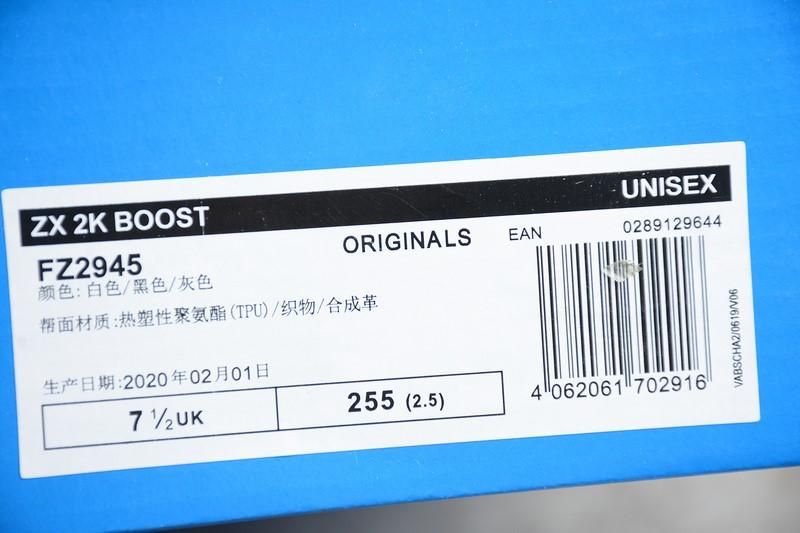 ZX 2K BOOST
UNISEX
FZ2945
ORIGINALS
EAN
0289129644
颜色: 白色/黑色/灰色
帮面材质:热塑性聚氨酯(TPU)/织物/合成革
生产日期:2020年02月01日
7 ½ UK
255 (2.5)
4 062061 702916
VABSCHA2/0619/V06